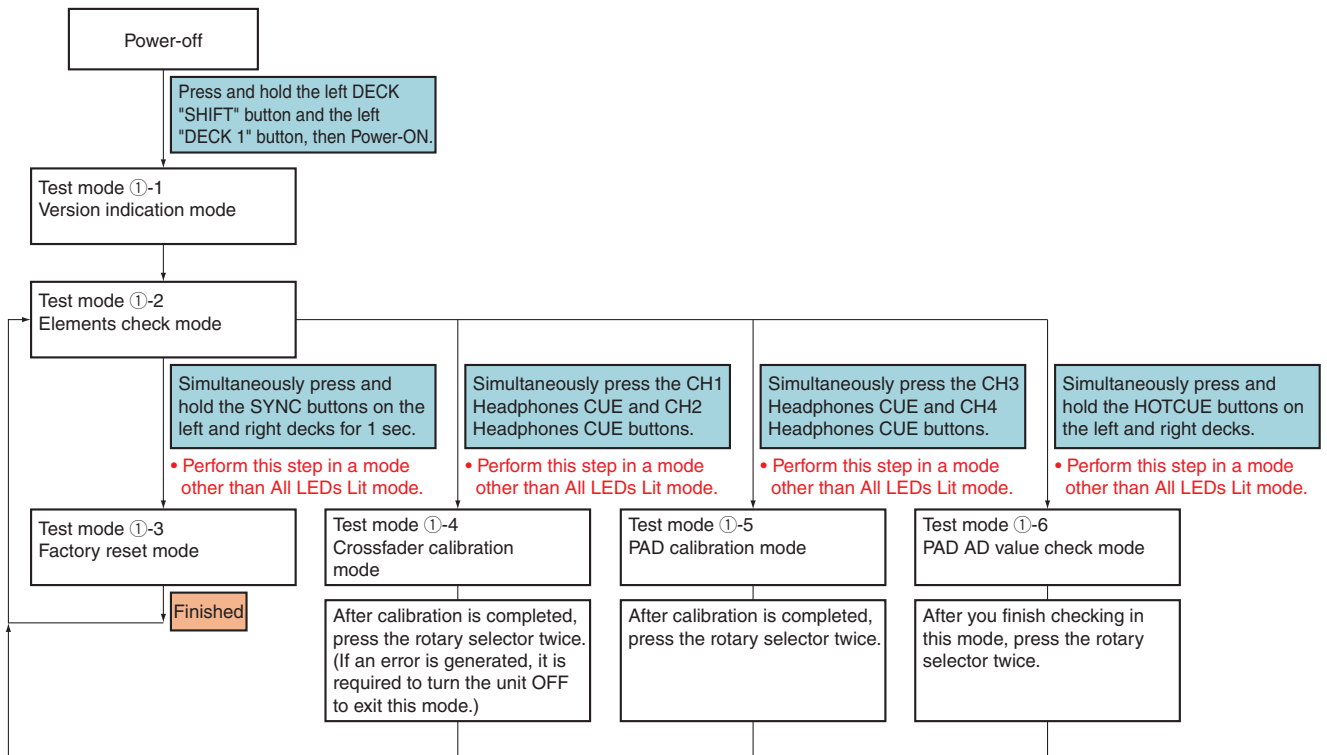 Power-off
Press and hold the left DECK
"SHIFT" button and the left
"DECK 1" button, then Power-ON.
Test mode ①-1
Version indication mode
Test mode ①-2
Elements check mode
Simultaneously press and
hold the SYNC buttons on the
left and right decks for 1 sec.
• Perform this step in a mode
other than All LEDs Lit mode.
Simultaneously press the CH1
Headphones CUE and CH2
Headphones CUE buttons.
• Perform this step in a mode
other than All LEDs Lit mode.
Simultaneously press the CH3
Headphones CUE and CH4
Headphones CUE buttons.
• Perform this step in a mode
other than All LEDs Lit mode.
Simultaneously press and
hold the HOTCUE buttons on
the left and right decks.
• Perform this step in a mode
other than All LEDs Lit mode.
Test mode ①-3
Factory reset mode
Finished
Test mode ①-4
Crossfader calibration
mode
After calibration is completed,
press the rotary selector twice.
(If an error is generated, it is
required to turn the unit OFF
to exit this mode.)
Test mode ①-5
PAD calibration mode
After calibration is completed,
press the rotary selector twice.
Test mode ①-6
PAD AD value check mode
After you finish checking in
this mode, press the rotary
selector twice.